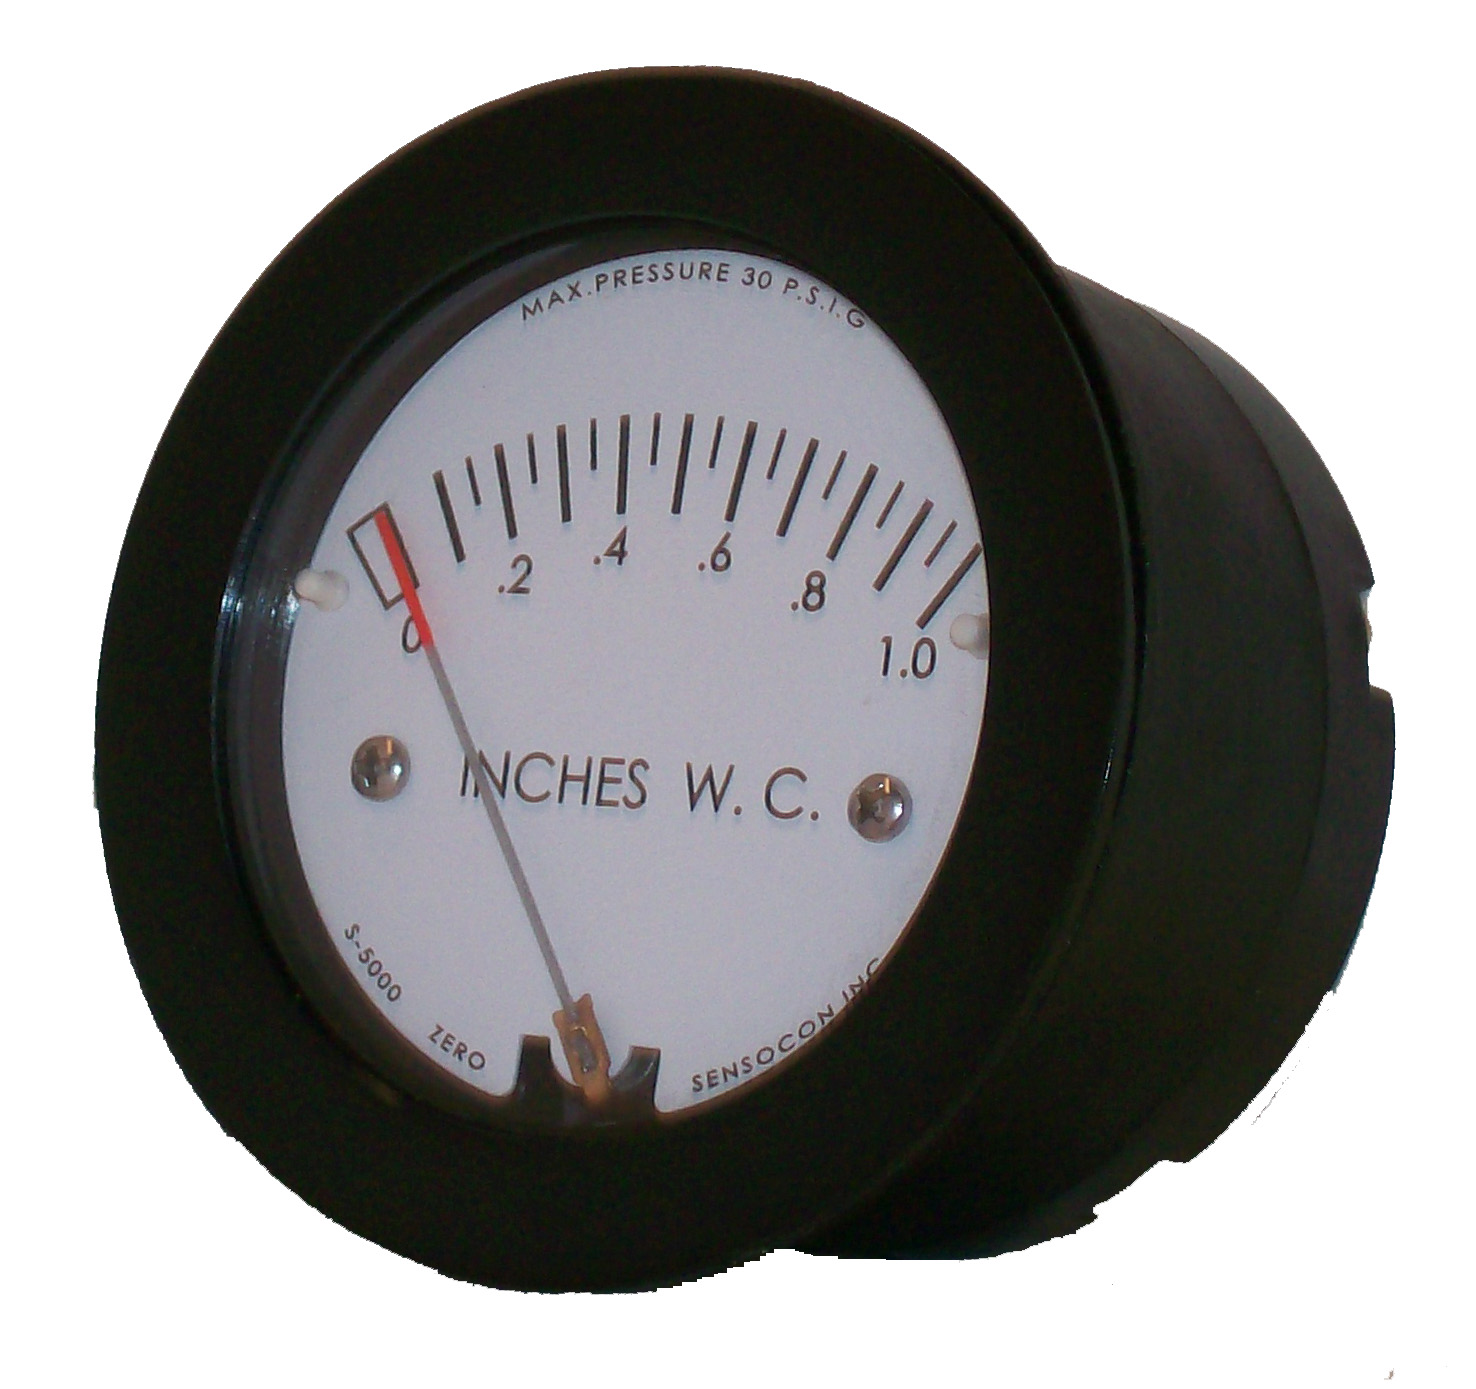 MAX. PRESSURE 30 P.S.I.G
0 .2 .4 .6 .8 1.0
INCHES W. C.
S-5000
ZERO
SENSOCON INC